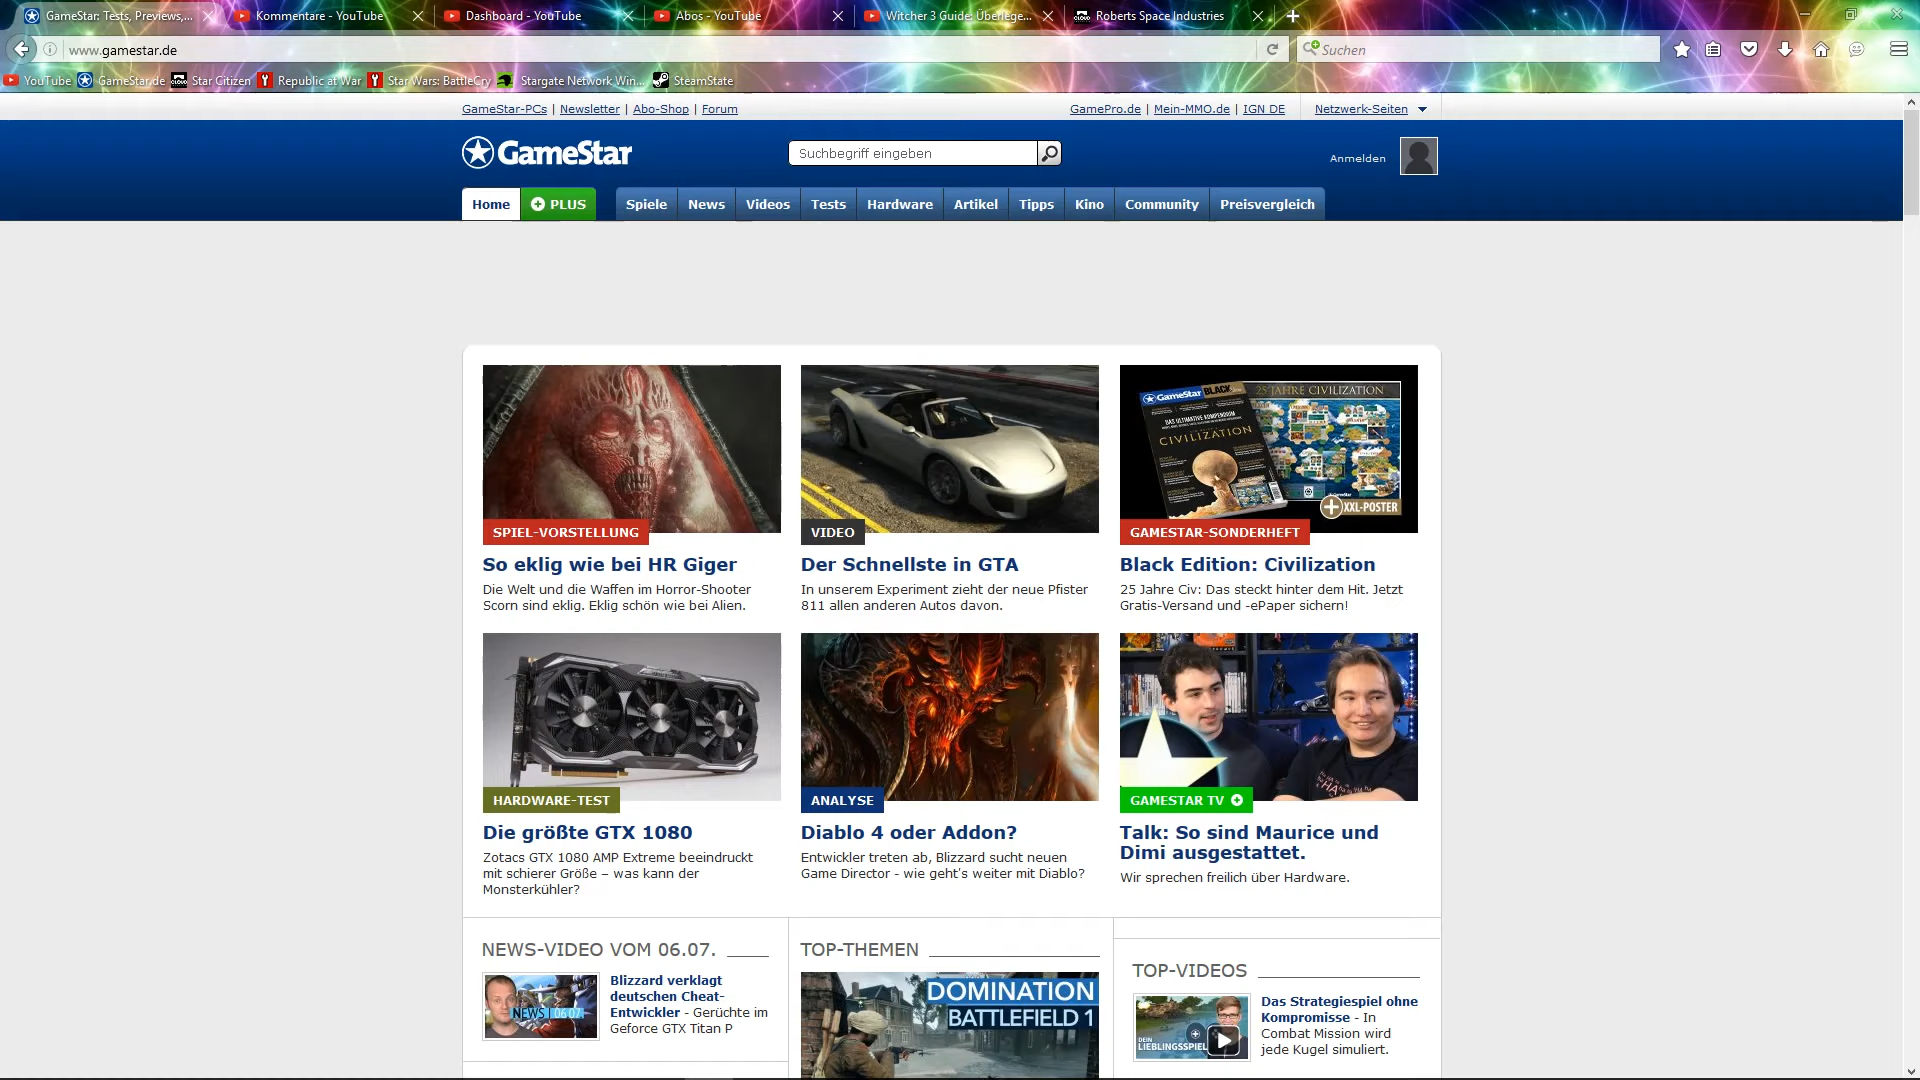 GameStar: Tests, Previews,...
Kommentare - YouTube
Dashboard - YouTube
Abos - YouTube
Witcher 3 Guide: Überlege...
Roberts Space Industries
www.gamestar.de
Suchen
YouTube
GameStar.de
Star Citizen
Republic at War
Star Wars: BattleCry
Stargate Network Win...
SteamState
GameStar-PCs | Newsletter | Abo-Shop | Forum
GamePro.de | Mein-MMO.de | IGN DE
Netzwerk-Seiten
GameStar
Suchbegriff eingeben
Anmelden
Home
PLUS
Spiele
News
Videos
Tests
Hardware
Artikel
Tipps
Kino
Community
Preisvergleich
SPIEL-VORSTELLUNG
So eklig wie bei HR Giger
Die Welt und die Waffen im Horror-Shooter
Scorn sind eklig. Eklig schön wie bei Alien.
VIDEO
Der Schnellste in GTA
In unserem Experiment zieht der neue Pfister
811 allen anderen Autos davon.
GameStar BLACK
25 JAHRE CIVILIZATION
DAS ULTIMATIVE KOMPENDIUM
CIVILIZATION
XXL-POSTER
GAMESTAR-SONDERHEFT
Black Edition: Civilization
25 Jahre Civ: Das steckt hinter dem Hit. Jetzt
Gratis-Versand und -ePaper sichern!
HARDWARE-TEST
Die größte GTX 1080
Zotacs GTX 1080 AMP Extreme beeindruckt
mit schierer Größe – was kann der
Monsterkühler?
ANALYSE
Diablo 4 oder Addon?
Entwickler treten ab, Blizzard sucht neuen
Game Director - wie geht's weiter mit Diablo?
GAMESTAR TV
Talk: So sind Maurice und
Dimi ausgestattet.
Wir sprechen freilich über Hardware.
NEWS-VIDEO VOM 06.07.
NEWS 06.07.
Blizzard verklagt
deutschen Cheat-
Entwickler - Gerüchte im
Geforce GTX Titan P
TOP-THEMEN
DOMINATION
BATTLEFIELD 1
TOP-VIDEOS
DEIN
LIEBLINGSSPIEL
Das Strategiespiel ohne
Kompromisse - In
Combat Mission wird
jede Kugel simuliert.